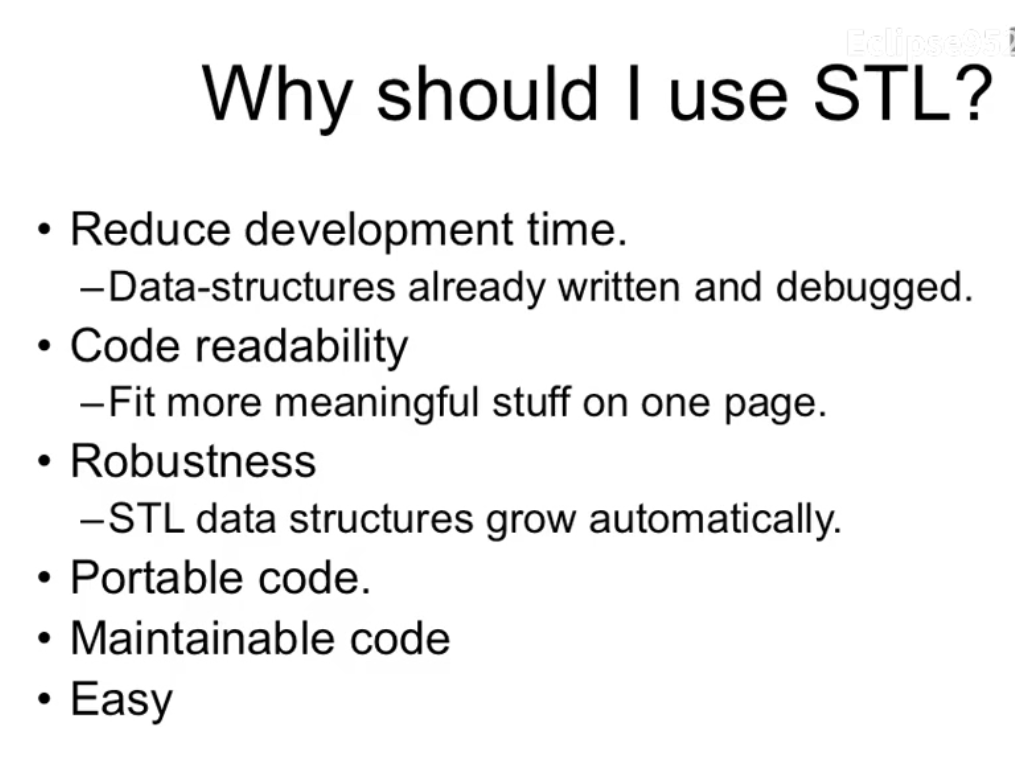 Why should I use STL?
• Reduce development time.
–Data-structures already written and debugged.
• Code readability
–Fit more meaningful stuff on one page.
• Robustness
–STL data structures grow automatically.
• Portable code.
• Maintainable code
• Easy